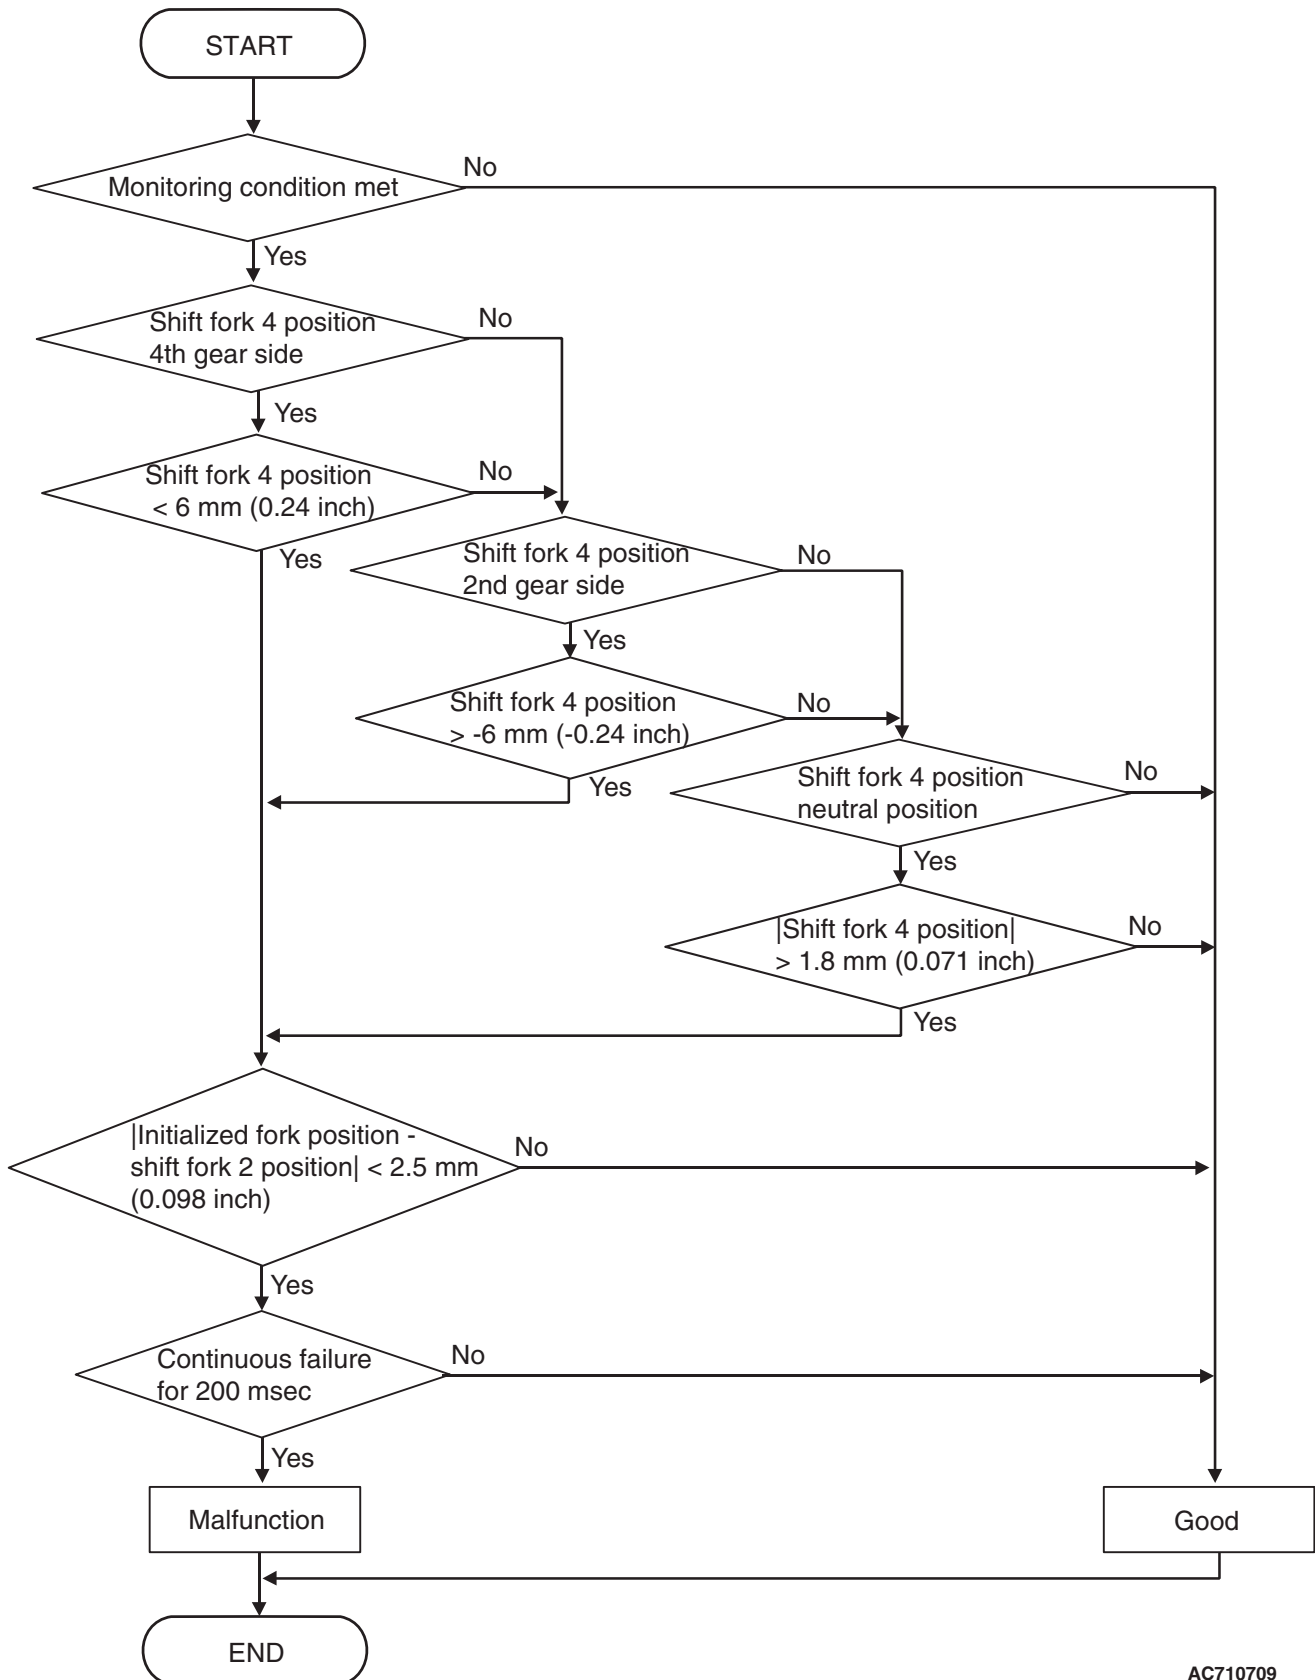 START
Monitoring condition met
No
Yes
Shift fork 4 position
4th gear side
No
Yes
Shift fork 4 position
< 6 mm (0.24 inch)
No
Yes
Shift fork 4 position
2nd gear side
No
Yes
Shift fork 4 position
> -6 mm (-0.24 inch)
No
Yes
Shift fork 4 position
neutral position
No
Yes
|Shift fork 4 position|
> 1.8 mm (0.071 inch)
No
Yes
|Initialized fork position -
shift fork 2 position| < 2.5 mm
(0.098 inch)
No
Yes
Continuous failure
for 200 msec
No
Yes
Malfunction
Good
END
AC710709